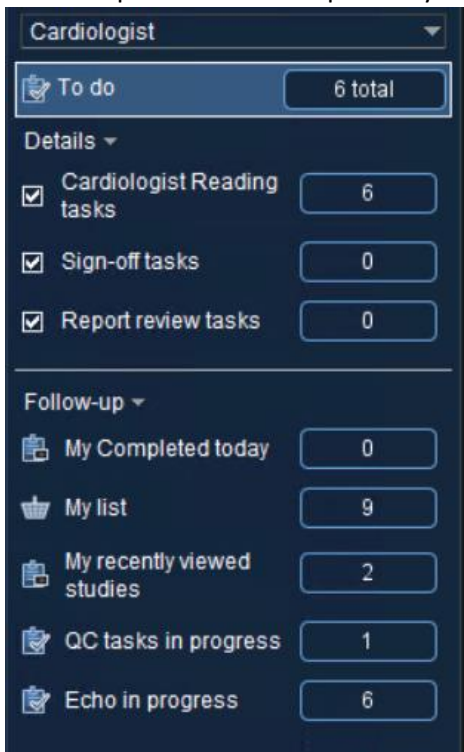 Cardiologist
To do 6 total
Details
Cardiologist Reading
tasks 6
Sign-off tasks 0
Report review tasks 0
Follow-up
My Completed today 0
My list 9
My recently viewed
studies 2
QC tasks in progress 1
Echo in progress 6